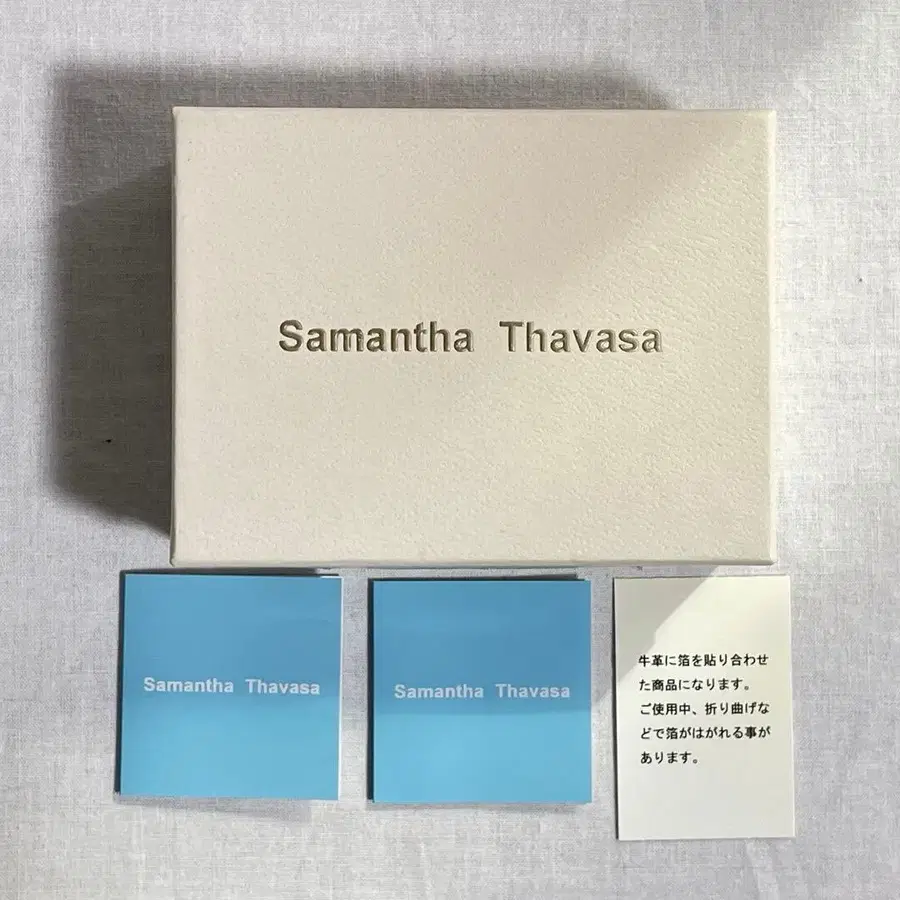 Samantha Thavasa
Samantha Thavasa
Samantha Thavasa
牛革に箔を貼り合わせ
た商品になります。
ご使用中、折り曲げな
どで箔がはがれる事が
あります。